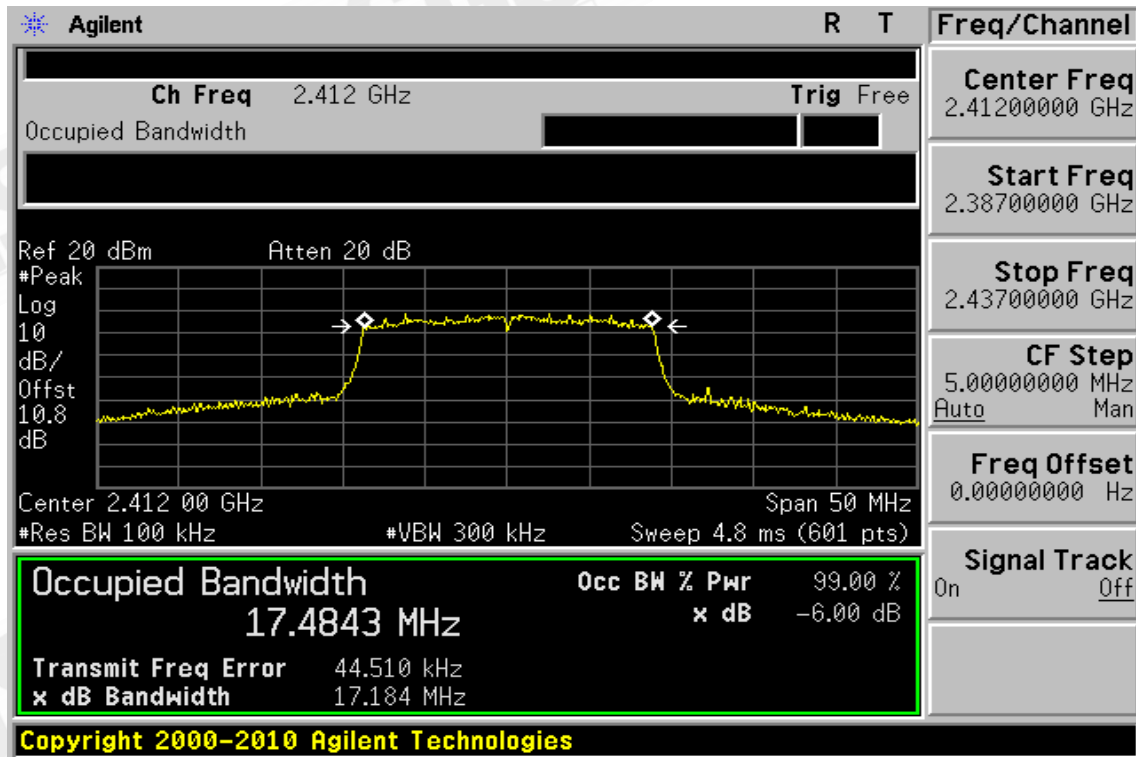 Agilent R T Freq/Channel
Ch Freq 2.412 GHz Trig Free
Occupied Bandwidth
Center Freq
2.41200000 GHz
Start Freq
2.38700000 GHz
Stop Freq
2.43700000 GHz
CF Step
5.00000000 MHz
Auto Man
Freq Offset
0.00000000 Hz
Signal Track
On Off
Ref 20 dBm Atten 20 dB
#Peak
Log
10
dB/
Offst
10.8
dB
Center 2.412 00 GHz Span 50 MHz
#Res BW 100 kHz #VBW 300 kHz Sweep 4.8 ms (601 pts)
Occupied Bandwidth Occ BW % Pwr 99.00 %
17.4843 MHz x dB -6.00 dB
Transmit Freq Error 44.510 kHz
x dB Bandwidth 17.184 MHz
Copyright 2000-2010 Agilent Technologies